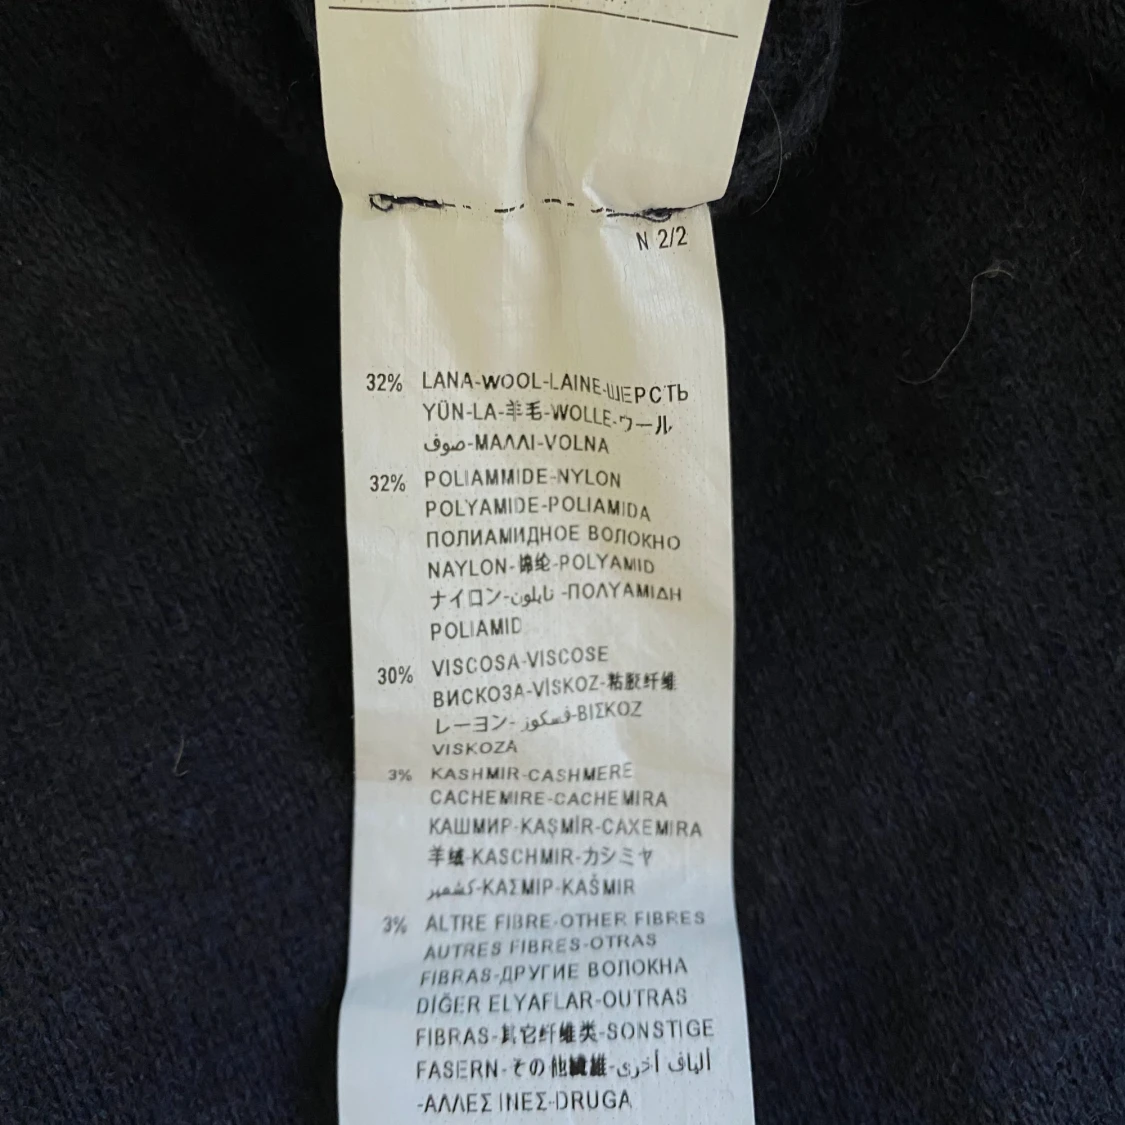 N 2/2
32% LANA-WOOL-LAINE-ШЕРСТЬ
YÜN-LA-羊毛-WOLLE-ウール
صوف-ΜΑΛΛΙ-VOLNA
32% POLIAMMIDE-NYLON
POLYAMIDE-POLIAMIDA
ПОЛИАМИДНОЕ ВОЛОКНО
NAYLON-锦纶-POLYAMID
ナイロン-نايلون-ΠΟΛΥΑΜΙΔΗ
POLIAMID
30% VISCOSA-VISCOSE
ВИСКОЗА-VİSKOZ-粘胶纤维
レーヨン-فسكوز-ΒΙΣΚΟΖ
VISKOZA
3% KASHMIR-CASHMERE
CACHEMIRE-CACHEMIRA
КАШМИР-KAŞMİR-CAXEMIRA
羊绒-KASCHMIR-カシミヤ
كشمير-ΚΑΣΜΙΡ-KAŠMIR
3% ALTRE FIBRE-OTHER FIBRES
AUTRES FIBRES-OTRAS
FIBRAS-ДРУГИЕ ВОЛОКНА
DİĞER ELYAFLAR-OUTRAS
FIBRAS-其它纤维类-SONSTIGE
FASERN-その他繊維-ألياف أخرى
-ΑΛΛΕΣ ΙΝΕΣ-DRUGA